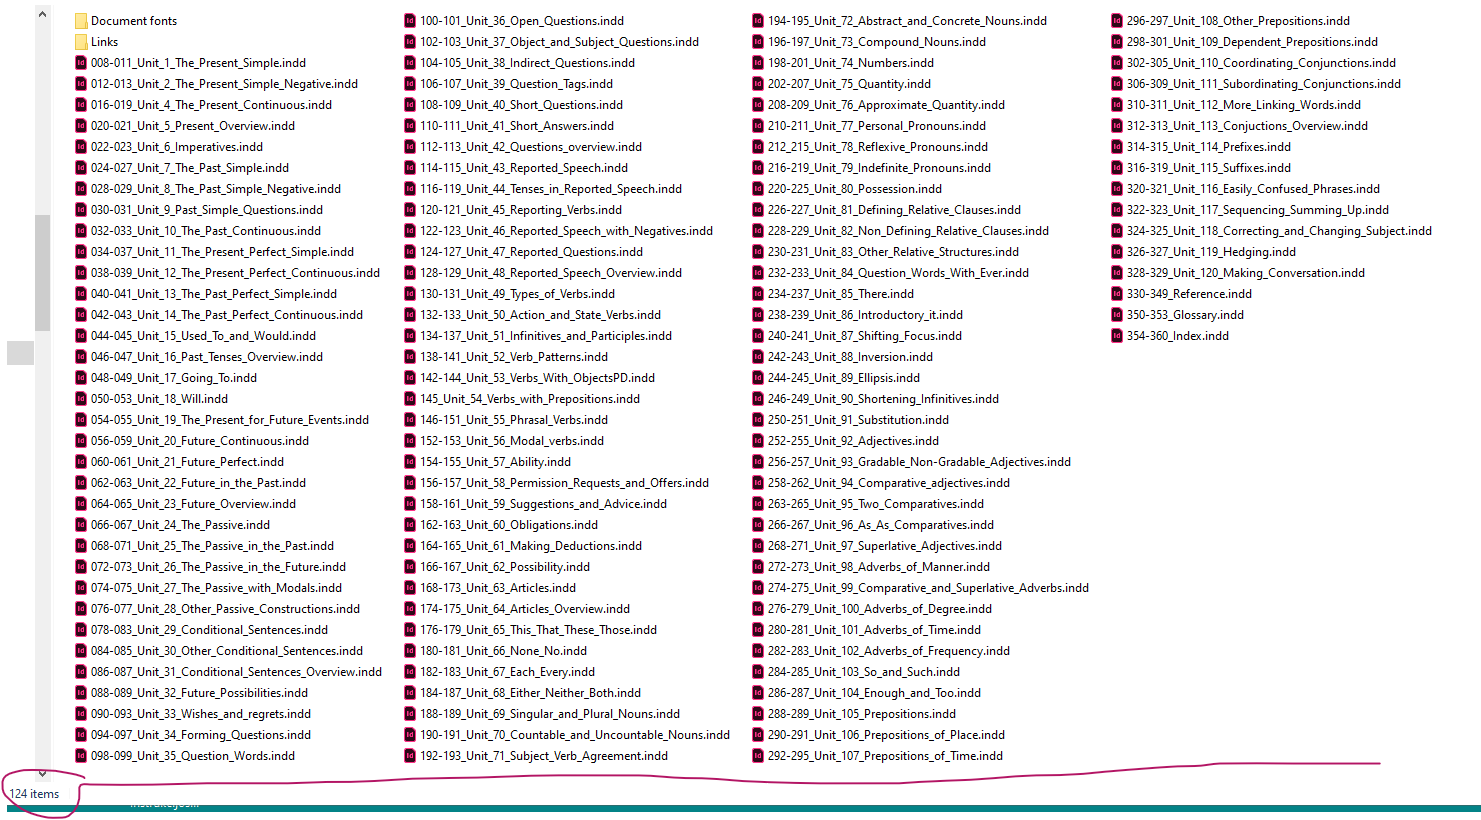 Document fonts
Links
008-011_Unit_1_The_Present_Simple.indd
012-013_Unit_2_The_Present_Simple_Negative.indd
016-019_Unit_4_The_Present_Continuous.indd
020-021_Unit_5_Present_Overview.indd
022-023_Unit_6_Imperatives.indd
024-027_Unit_7_The_Past_Simple.indd
028-029_Unit_8_The_Past_Simple_Negative.indd
030-031_Unit_9_Past_Simple_Questions.indd
032-033_Unit_10_The_Past_Continuous.indd
034-037_Unit_11_The_Present_Perfect_Simple.indd
038-039_Unit_12_The_Present_Perfect_Continuous.indd
040-041_Unit_13_The_Past_Perfect_Simple.indd
042-043_Unit_14_The_Past_Perfect_Continuous.indd
044-045_Unit_15_Used_To_and_Would.indd
046-047_Unit_16_Past_Tenses_Overview.indd
048-049_Unit_17_Going_To.indd
050-053_Unit_18_Will.indd
054-055_Unit_19_The_Present_for_Future_Events.indd
056-059_Unit_20_Future_Continuous.indd
060-061_Unit_21_Future_Perfect.indd
062-063_Unit_22_Future_in_the_Past.indd
064-065_Unit_23_Future_Overview.indd
066-067_Unit_24_The_Passive.indd
068-071_Unit_25_The_Passive_in_the_Past.indd
072-073_Unit_26_The_Passive_in_the_Future.indd
074-075_Unit_27_The_Passive_with_Modals.indd
076-077_Unit_28_Other_Passive_Constructions.indd
078-083_Unit_29_Conditional_Sentences.indd
084-085_Unit_30_Other_Conditional_Sentences.indd
086-087_Unit_31_Conditional_Sentences_Overview.indd
088-089_Unit_32_Future_Possibilities.indd
090-093_Unit_33_Wishes_and_regrets.indd
094-097_Unit_34_Forming_Questions.indd
098-099_Unit_35_Question_Words.indd
100-101_Unit_36_Open_Questions.indd
102-103_Unit_37_Object_and_Subject_Questions.indd
104-105_Unit_38_Indirect_Questions.indd
106-107_Unit_39_Question_Tags.indd
108-109_Unit_40_Short_Questions.indd
110-111_Unit_41_Short_Answers.indd
112-113_Unit_42_Questions_overview.indd
114-115_Unit_43_Reported_Speech.indd
116-119_Unit_44_Tenses_in_Reported_Speech.indd
120-121_Unit_45_Reporting_Verbs.indd
122-123_Unit_46_Reported_Speech_with_Negatives.indd
124-127_Unit_47_Reported_Questions.indd
128-129_Unit_48_Reported_Speech_Overview.indd
130-131_Unit_49_Types_of_Verbs.indd
132-133_Unit_50_Action_and_State_Verbs.indd
134-137_Unit_51_Infinitives_and_Participles.indd
138-141_Unit_52_Verb_Patterns.indd
142-144_Unit_53_Verbs_With_ObjectsPD.indd
145_Unit_54_Verbs_with_Prepositions.indd
146-151_Unit_55_Phrasal_Verbs.indd
152-153_Unit_56_Modal_verbs.indd
154-155_Unit_57_Ability.indd
156-157_Unit_58_Permission_Requests_and_Offers.indd
158-161_Unit_59_Suggestions_and_Advice.indd
162-163_Unit_60_Obligations.indd
164-165_Unit_61_Making_Deductions.indd
166-167_Unit_62_Possibility.indd
168-173_Unit_63_Articles.indd
174-175_Unit_64_Articles_Overview.indd
176-179_Unit_65_This_That_These_Those.indd
180-181_Unit_66_None_No.indd
182-183_Unit_67_Each_Every.indd
184-187_Unit_68_Either_Neither_Both.indd
188-189_Unit_69_Singular_and_Plural_Nouns.indd
190-191_Unit_70_Countable_and_Uncountable_Nouns.indd
192-193_Unit_71_Subject_Verb_Agreement.indd
194-195_Unit_72_Abstract_and_Concrete_Nouns.indd
196-197_Unit_73_Compound_Nouns.indd
198-201_Unit_74_Numbers.indd
202-207_Unit_75_Quantity.indd
208-209_Unit_76_Approximate_Quantity.indd
210-211_Unit_77_Personal_Pronouns.indd
212_215_Unit_78_Reflexive_Pronouns.indd
216-219_Unit_79_Indefinite_Pronouns.indd
220-225_Unit_80_Possession.indd
226-227_Unit_81_Defining_Relative_Clauses.indd
228-229_Unit_82_Non_Defining_Relative_Clauses.indd
230-231_Unit_83_Other_Relative_Structures.indd
232-233_Unit_84_Question_Words_With_Ever.indd
234-237_Unit_85_There.indd
238-239_Unit_86_Introductory_it.indd
240-241_Unit_87_Shifting_Focus.indd
242-243_Unit_88_Inversion.indd
244-245_Unit_89_Ellipsis.indd
246-249_Unit_90_Shortening_Infinitives.indd
250-251_Unit_91_Substitution.indd
252-255_Unit_92_Adjectives.indd
256-257_Unit_93_Gradable_Non-Gradable_Adjectives.indd
258-262_Unit_94_Comparative_adjectives.indd
263-265_Unit_95_Two_Comparatives.indd
266-267_Unit_96_As_As_Comparatives.indd
268-271_Unit_97_Superlative_Adjectives.indd
272-273_Unit_98_Adverbs_of_Manner.indd
274-275_Unit_99_Comparative_and_Superlative_Adverbs.indd
276-279_Unit_100_Adverbs_of_Degree.indd
280-281_Unit_101_Adverbs_of_Time.indd
282-283_Unit_102_Adverbs_of_Frequency.indd
284-285_Unit_103_So_and_Such.indd
286-287_Unit_104_Enough_and_Too.indd
288-289_Unit_105_Prepositions.indd
290-291_Unit_106_Prepositions_of_Place.indd
292-295_Unit_107_Prepositions_of_Time.indd
296-297_Unit_108_Other_Prepositions.indd
298-301_Unit_109_Dependent_Prepositions.indd
302-305_Unit_110_Coordinating_Conjunctions.indd
306-309_Unit_111_Subordinating_Conjunctions.indd
310-311_Unit_112_More_Linking_Words.indd
312-313_Unit_113_Conjuctions_Overview.indd
314-315_Unit_114_Prefixes.indd
316-319_Unit_115_Suffixes.indd
320-321_Unit_116_Easily_Confused_Phrases.indd
322-323_Unit_117_Sequencing_Summing_Up.indd
324-325_Unit_118_Correcting_and_Changing_Subject.indd
326-327_Unit_119_Hedging.indd
328-329_Unit_120_Making_Conversation.indd
330-349_Reference.indd
350-353_Glossary.indd
354-360_Index.indd
124 items